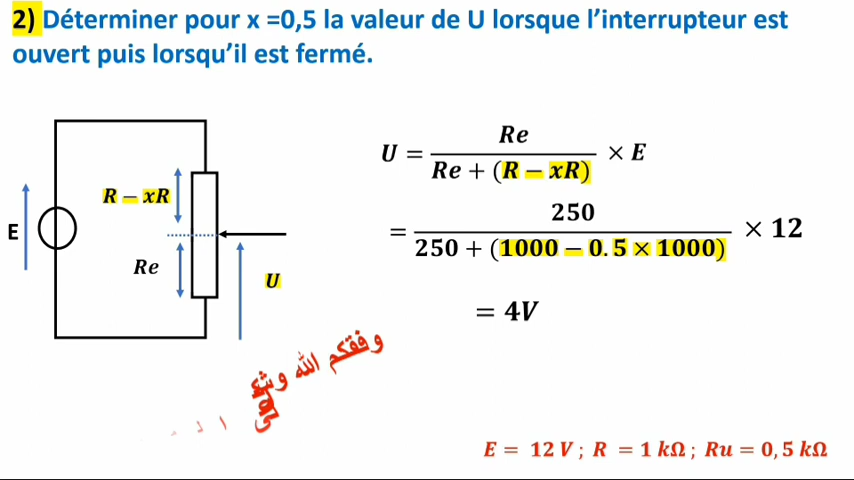 2) Déterminer pour x =0,5 la valeur de U lorsque l’interrupteur est
ouvert puis lorsqu’il est fermé.
U = Re / (Re + (R − xR)) × E
R − xR
E
= 250 / (250 + (1000 − 0.5 × 1000)) × 12
Re
U
= 4V
وفقكم الله
E = 12 V ; R = 1 kΩ ; Ru = 0,5 kΩ